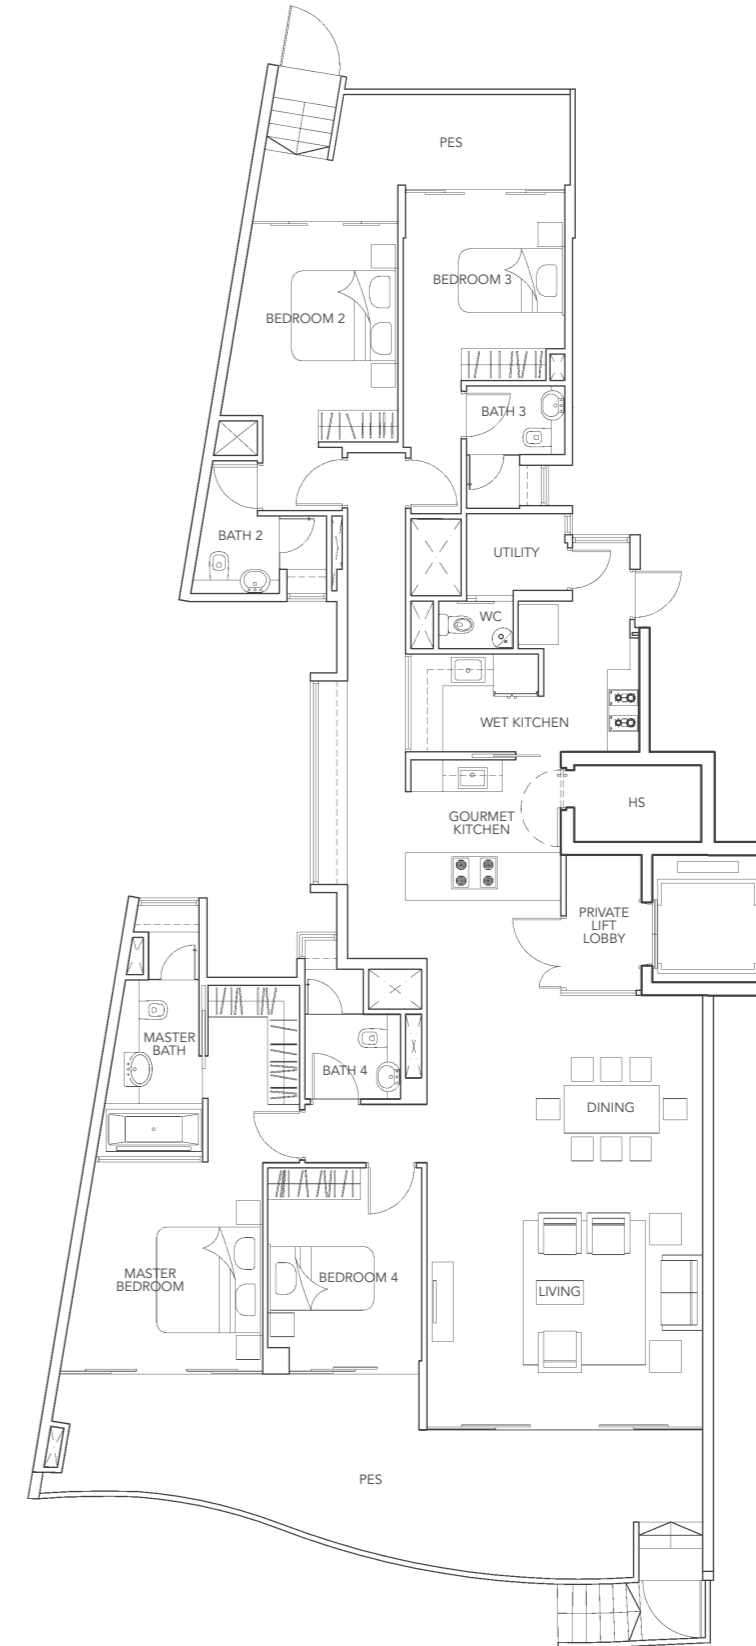 PES
BEDROOM 3
BEDROOM 2
BATH 3
BATH 2
UTILITY
WC
WET KITCHEN
HS
GOURMET
KITCHEN
PRIVATE
LIFT
LOBBY
MASTER
BATH
BATH 4
DINING
MASTER
BEDROOM
BEDROOM 4
LIVING
PES